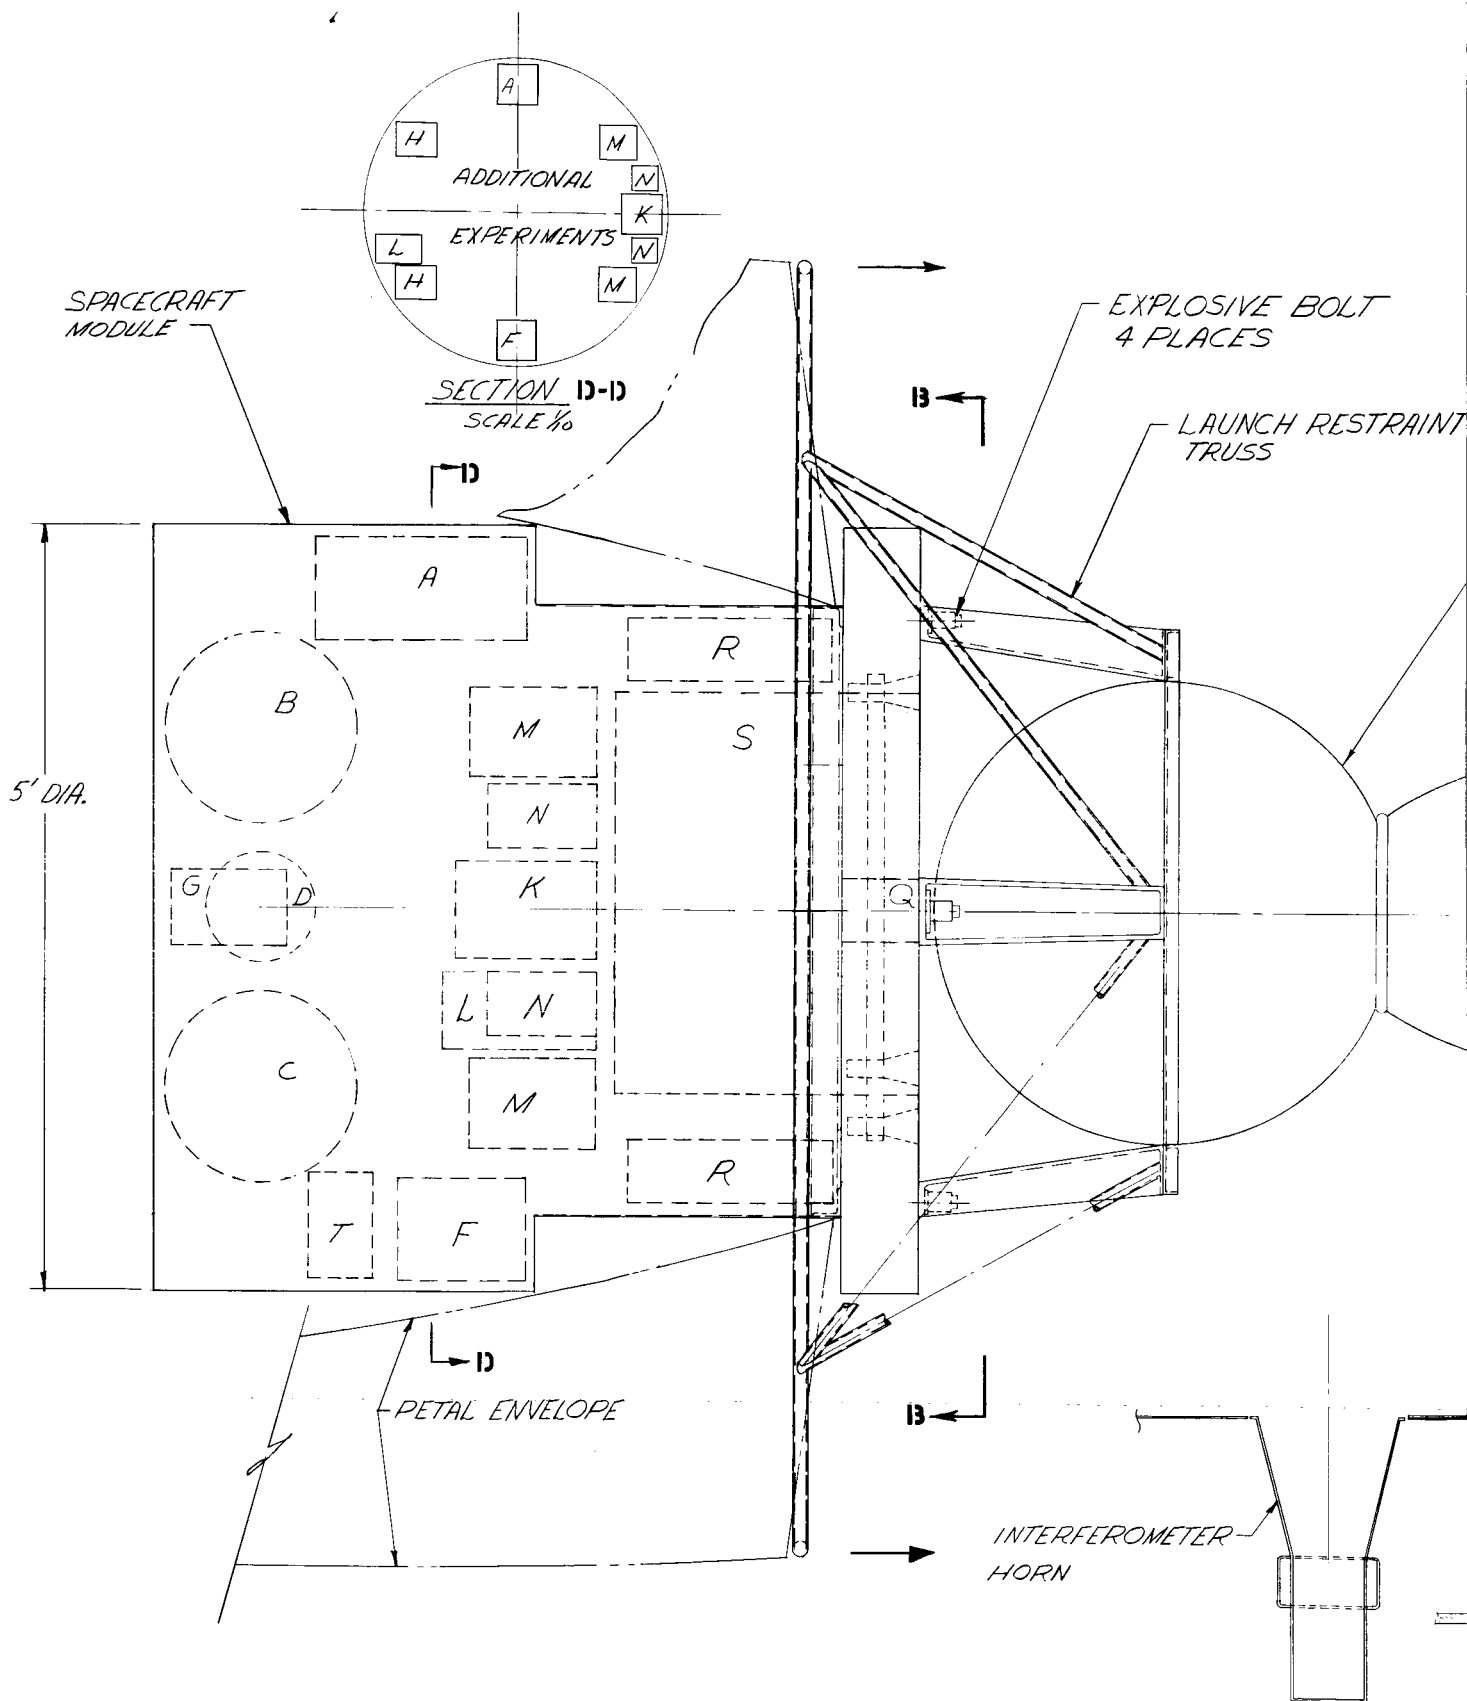 A
H
M
ADDITIONAL
N
K
EXPERIMENTS
L
N
H
M
F
SECTION D-D
SCALE 1/10
SPACECRAFT
MODULE
EXPLOSIVE BOLT
4 PLACES
B
LAUNCH RESTRAINT
TRUSS
D
A
R
B
M
S
5' DIA.
N
G
D
K
Q
L
N
C
M
R
T
F
D
PETAL ENVELOPE
B
INTERFEROMETER
HORN